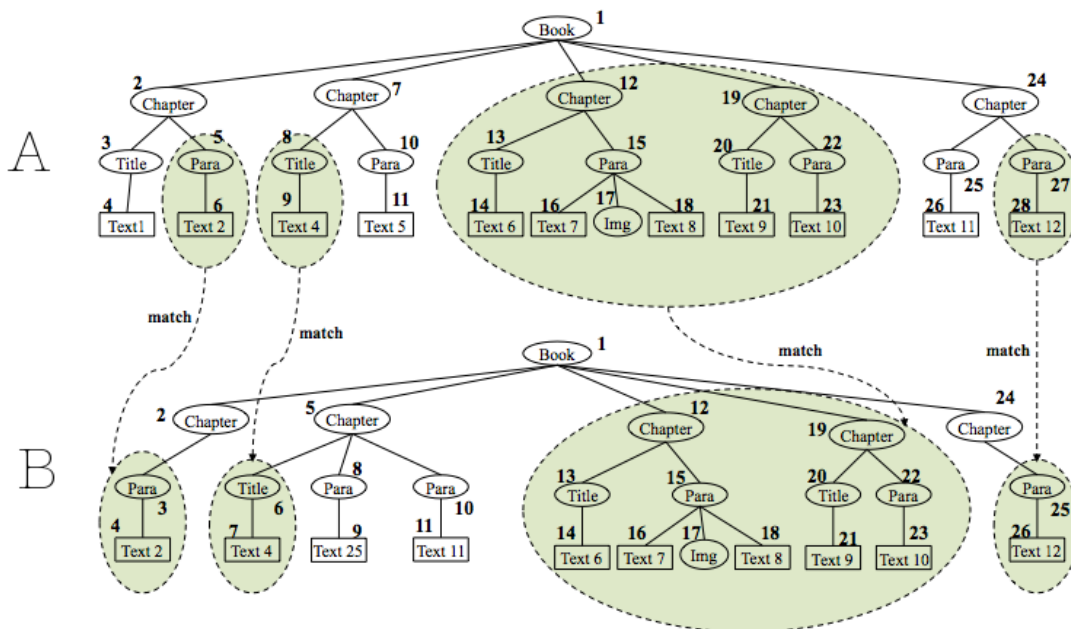 Book 1
2 7 12 24
Chapter Chapter Chapter 19 Chapter Chapter
A
3 5 8 10 13 15 20 22
Title Para Title Para Title Para Title Para Para Para
4 6 9 11 14 16 17 18 21 23 26 25 28 27
Text1 Text 2 Text 4 Text 5 Text 6 Text 7 Img Text 8 Text 9 Text 10 Text 11 Text 12
match match match match
Book 1
2 5 12 24
Chapter Chapter Chapter 19 Chapter Chapter
B
8 13 15 20 22
Para Title Para Para Title Para Title Para Para
4 3 7 6 9 11 10 14 16 17 18 21 23 26 25
Text 2 Text 4 Text 25 Text 11 Text 6 Text 7 Img Text 8 Text 9 Text 10 Text 12